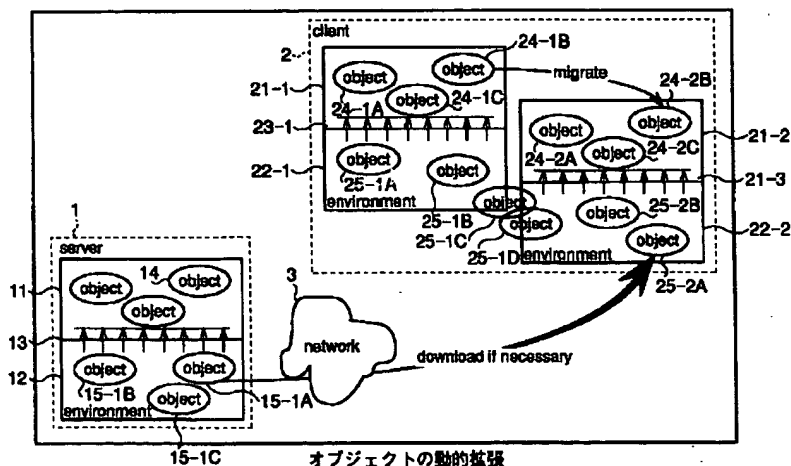 client
2
24-1B
object
object
migrate
21-1
24-2B
24-1A
object
24-1C
object
23-1
object
21-2
24-2A
object
24-2C
22-1
object
25-1A
object
21-3
environment
object
object
25-2B
25-1B
object
22-2
25-1C
object
25-1D
environment
25-2A
1
server
14
object
11
object
object
3
13
network
download if necessary
object
object
12
15-1B
environment
object
15-1A
15-1C
オブジェクトの動的拡張